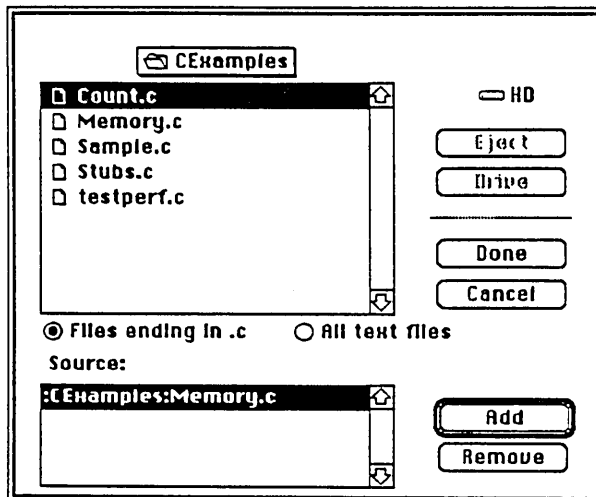 CExamples
Count.c
Memory.c
Sample.c
Stubs.c
testperf.c
HD
Eject
Drive
Done
Cancel
Files ending in .c
All text files
Source:
:CExamples:Memory.c
Add
Remove